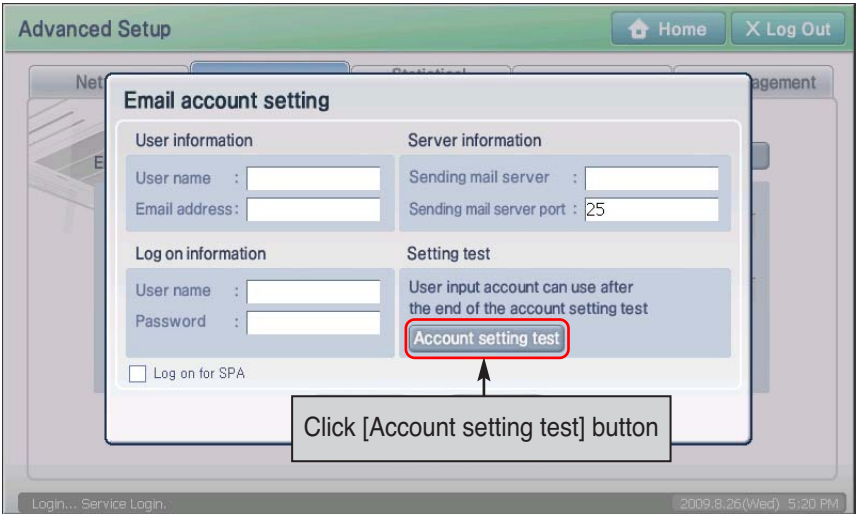 Advanced Setup
Home
X Log Out
Net
agement
E
Email account setting
User information
User name :
Email address:
Server information
Sending mail server :
Sending mail server port : 25
Log on information
User name :
Password :
Log on for SPA
Setting test
User input account can use after
the end of the account setting test
Account setting test
Click [Account setting test] button
Login... Service Login.
2009.8.26(Wed) 5:20 PM